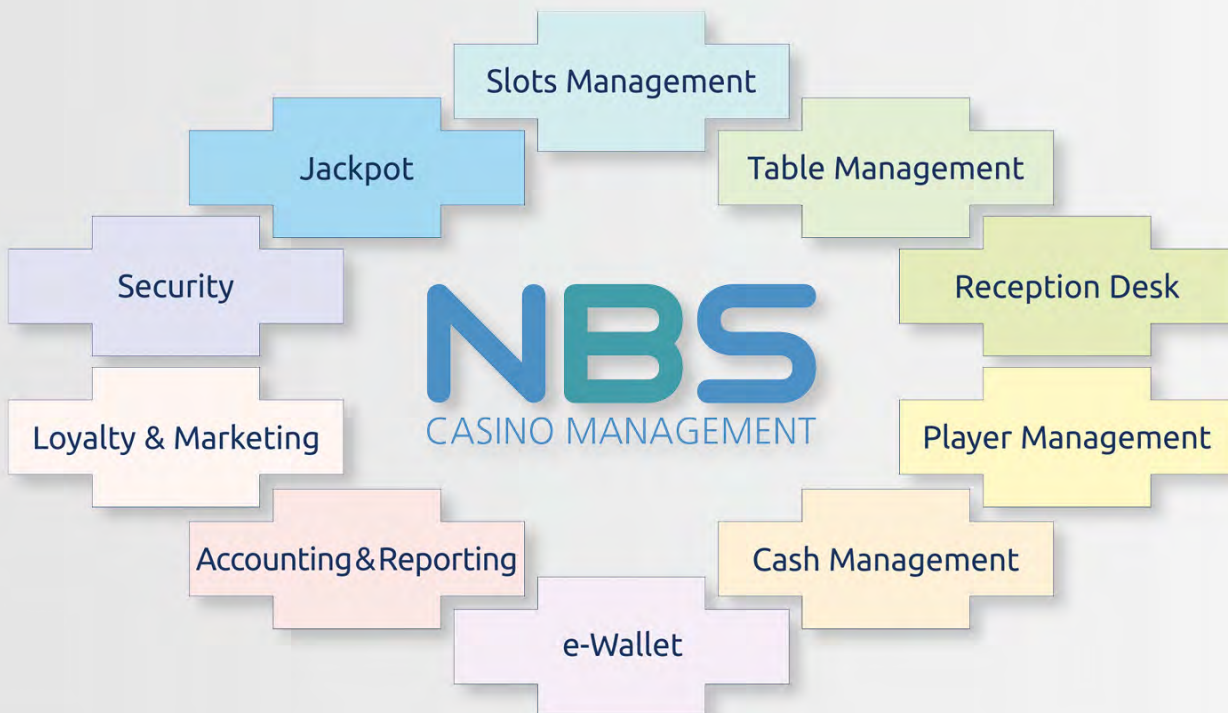 Slots Management
Jackpot
Table Management
Security
Reception Desk
NBS
CASINO MANAGEMENT
Loyalty & Marketing
Player Management
Accounting&Reporting
Cash Management
e-Wallet